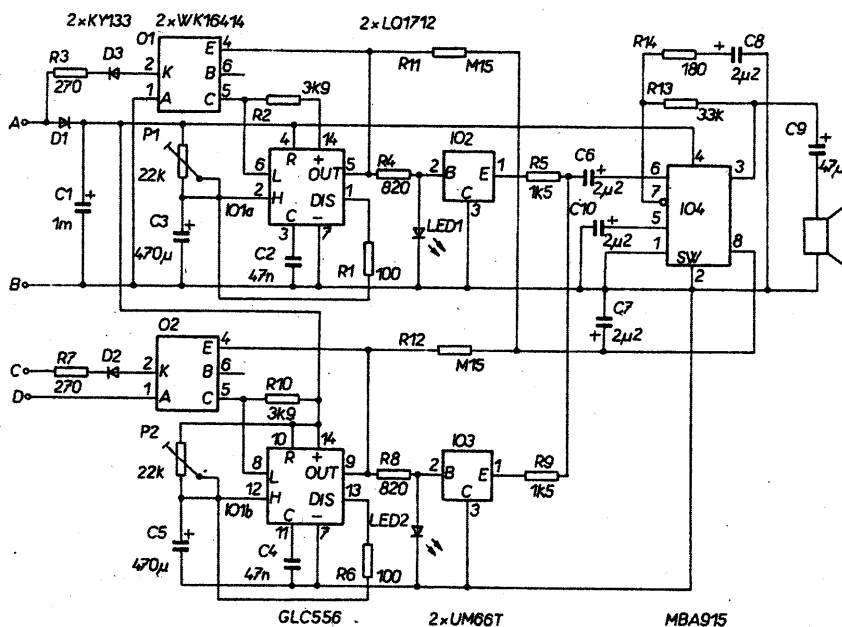 2×KY133 2×WK16414 2×LO1712
O1 E 4
R3 D3 2 K B 6 R11 M15 R14 + C8
270 1 A C 5 3k9 180 2µ2
R2 R13
A D1 P1 33k C9
4 14 IO2 4 +
R + C6
22k 6 L OUT 5 R4 2 B E 1 R5 + 6 3 47µ
C1 + 2 H DIS 1 820 C 1k5 2µ2 7
1m C3 + IO1a C − LED1 3 C10 + 5 IO4
470µ C2 3 7 2µ2 1 8
47n R1 100 SW
B 2
C7
O2 E 4 R12 + 2µ2
C R7 D2 2 K B 6 M15
D 270 1 A C 5 R10
3k9
P2 10 14 IO3
R +
22k 8 L OUT 9 R8 2 B E 1 R9
12 H DIS 13 820 C 1k5
IO1b C − 3
C5 + 11 7 LED2
470µ C4
47n R6 100
GLC556 2×UM66T MBA915